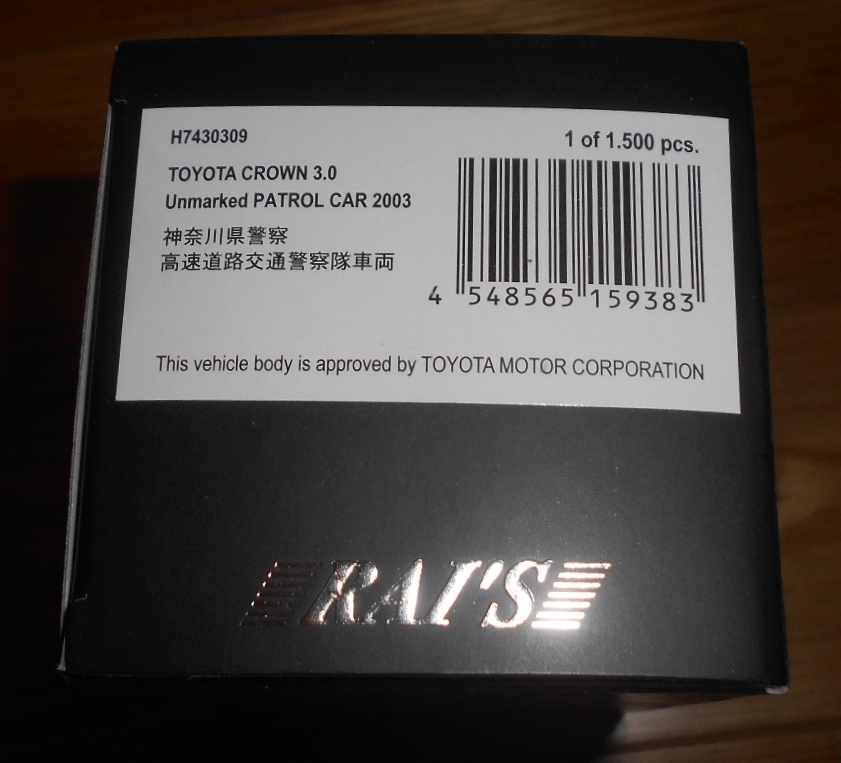 H7430309
1 of 1.500 pcs.
TOYOTA CROWN 3.0
Unmarked PATROL CAR 2003
神奈川県警察
高速道路交通警察隊車両
4 548565 159383
This vehicle body is approved by TOYOTA MOTOR CORPORATION
RAI'S